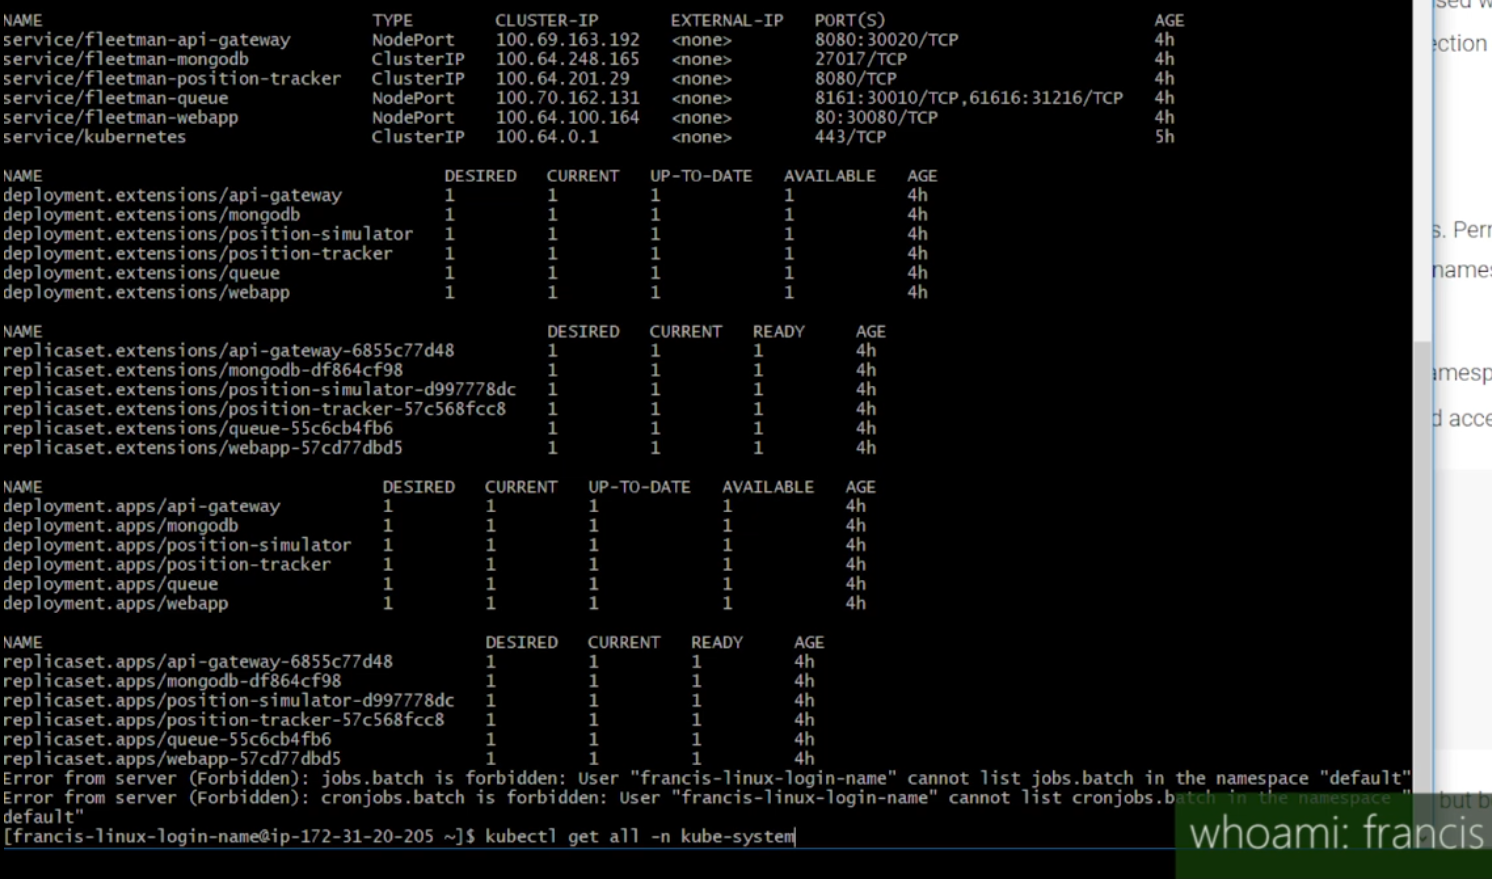 NAME TYPE CLUSTER-IP EXTERNAL-IP PORT(S) AGE
service/fleetman-api-gateway NodePort 100.69.163.192 <none> 8080:30020/TCP 4h
service/fleetman-mongodb ClusterIP 100.64.248.165 <none> 27017/TCP 4h
service/fleetman-position-tracker ClusterIP 100.64.201.29 <none> 8080/TCP 4h
service/fleetman-queue NodePort 100.70.162.131 <none> 8161:30010/TCP,61616:31216/TCP 4h
service/fleetman-webapp NodePort 100.64.100.164 <none> 80:30080/TCP 4h
service/kubernetes ClusterIP 100.64.0.1 <none> 443/TCP 5h
NAME DESIRED CURRENT UP-TO-DATE AVAILABLE AGE
deployment.extensions/api-gateway 1 1 1 1 4h
deployment.extensions/mongodb 1 1 1 1 4h
deployment.extensions/position-simulator 1 1 1 1 4h
deployment.extensions/position-tracker 1 1 1 1 4h
deployment.extensions/queue 1 1 1 1 4h
deployment.extensions/webapp 1 1 1 1 4h
NAME DESIRED CURRENT READY AGE
replicaset.extensions/api-gateway-6855c77d48 1 1 1 4h
replicaset.extensions/mongodb-df864cf98 1 1 1 4h
replicaset.extensions/position-simulator-d997778dc 1 1 1 4h
replicaset.extensions/position-tracker-57c568fcc8 1 1 1 4h
replicaset.extensions/queue-55c6cb4fb6 1 1 1 4h
replicaset.extensions/webapp-57cd77dbd5 1 1 1 4h
NAME DESIRED CURRENT UP-TO-DATE AVAILABLE AGE
deployment.apps/api-gateway 1 1 1 1 4h
deployment.apps/mongodb 1 1 1 1 4h
deployment.apps/position-simulator 1 1 1 1 4h
deployment.apps/position-tracker 1 1 1 1 4h
deployment.apps/queue 1 1 1 1 4h
deployment.apps/webapp 1 1 1 1 4h
NAME DESIRED CURRENT READY AGE
replicaset.apps/api-gateway-6855c77d48 1 1 1 4h
replicaset.apps/mongodb-df864cf98 1 1 1 4h
replicaset.apps/position-simulator-d997778dc 1 1 1 4h
replicaset.apps/position-tracker-57c568fcc8 1 1 1 4h
replicaset.apps/queue-55c6cb4fb6 1 1 1 4h
replicaset.apps/webapp-57cd77dbd5 1 1 1 4h
Error from server (Forbidden): jobs.batch is forbidden: User "francis-linux-login-name" cannot list jobs.batch in the namespace "default"
Error from server (Forbidden): cronjobs.batch is forbidden: User "francis-linux-login-name" cannot list cronjobs.batch in the namespace "
default"
[francis-linux-login-name@ip-172-31-20-205 ~]$ kubectl get all -n kube-system
whoami: francis